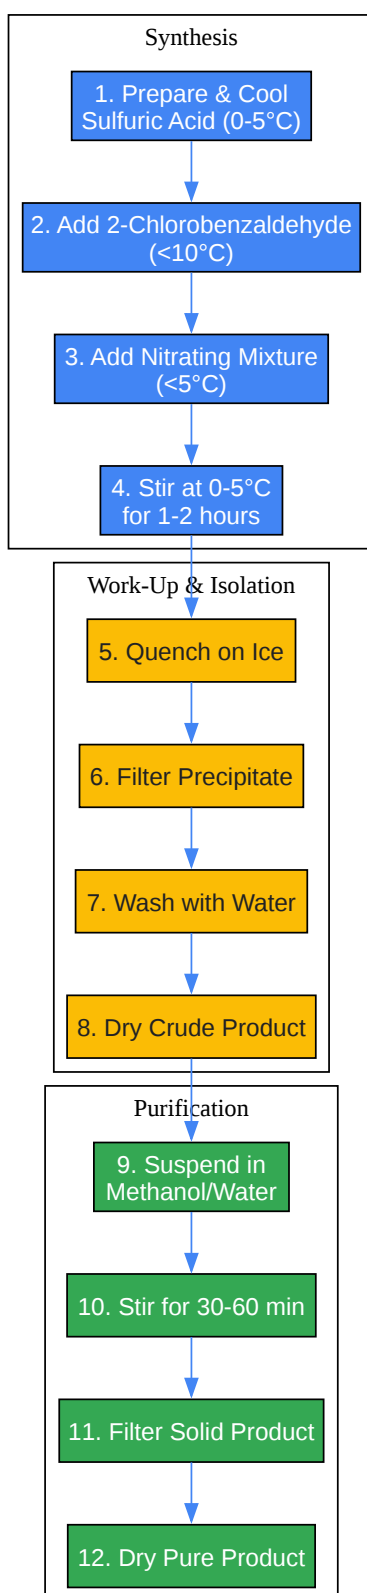 Synthesis
1. Prepare & Cool
Sulfuric Acid (0-5°C)
2. Add 2-Chlorobenzaldehyde
(<10°C)
3. Add Nitrating Mixture
(<5°C)
4. Stir at 0-5°C
for 1-2 hours
Work-Up & Isolation
5. Quench on Ice
6. Filter Precipitate
7. Wash with Water
8. Dry Crude Product
Purification
9. Suspend in
Methanol/Water
10. Stir for 30-60 min
11. Filter Solid Product
12. Dry Pure Product